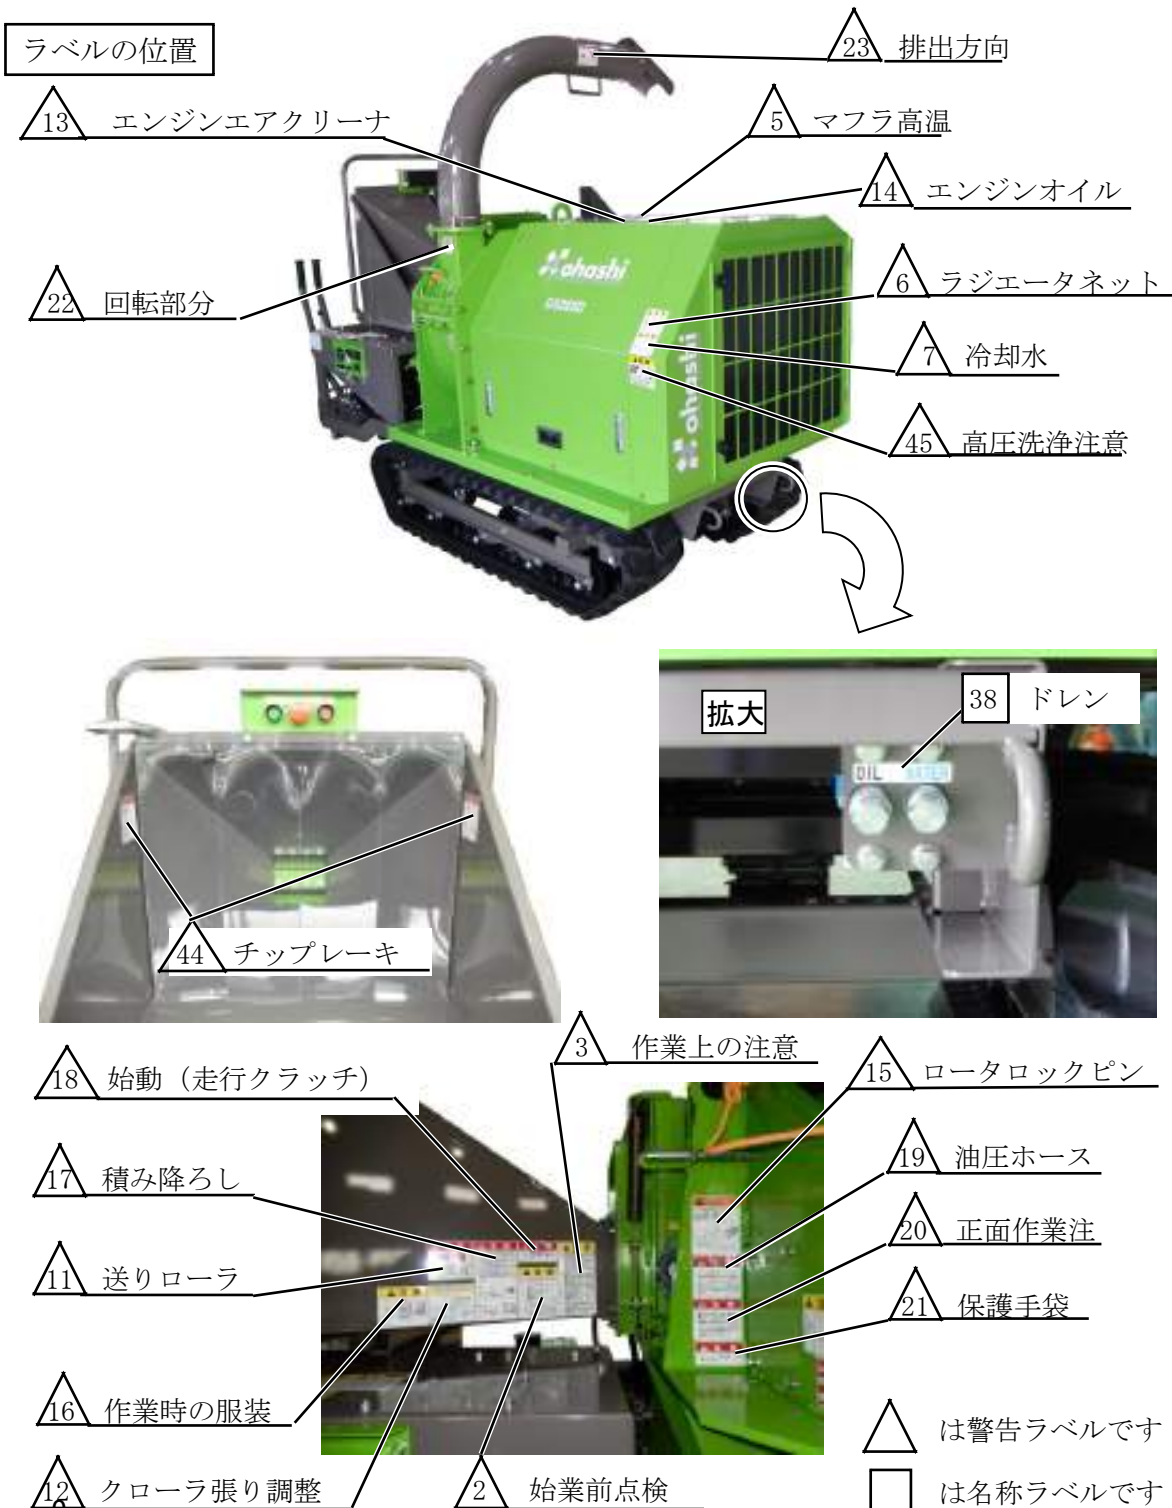 ラベルの位置
23 排出方向
13 エンジンエアクリーナ
5 マフラ高温
14 エンジンオイル
22 回転部分
6 ラジエータネット
7 冷却水
45 高圧洗浄注意
ohashi
ohashi
拡大
38 ドレン
OIL WATER
44 チップレーキ
3 作業上の注意
18 始動（走行クラッチ）
15 ロータロックピン
17 積み降ろし
19 油圧ホース
20 正面作業注
11 送りローラ
21 保護手袋
16 作業時の服装
は警告ラベルです
12 クローラ張り調整
2 始業前点検
は名称ラベルです